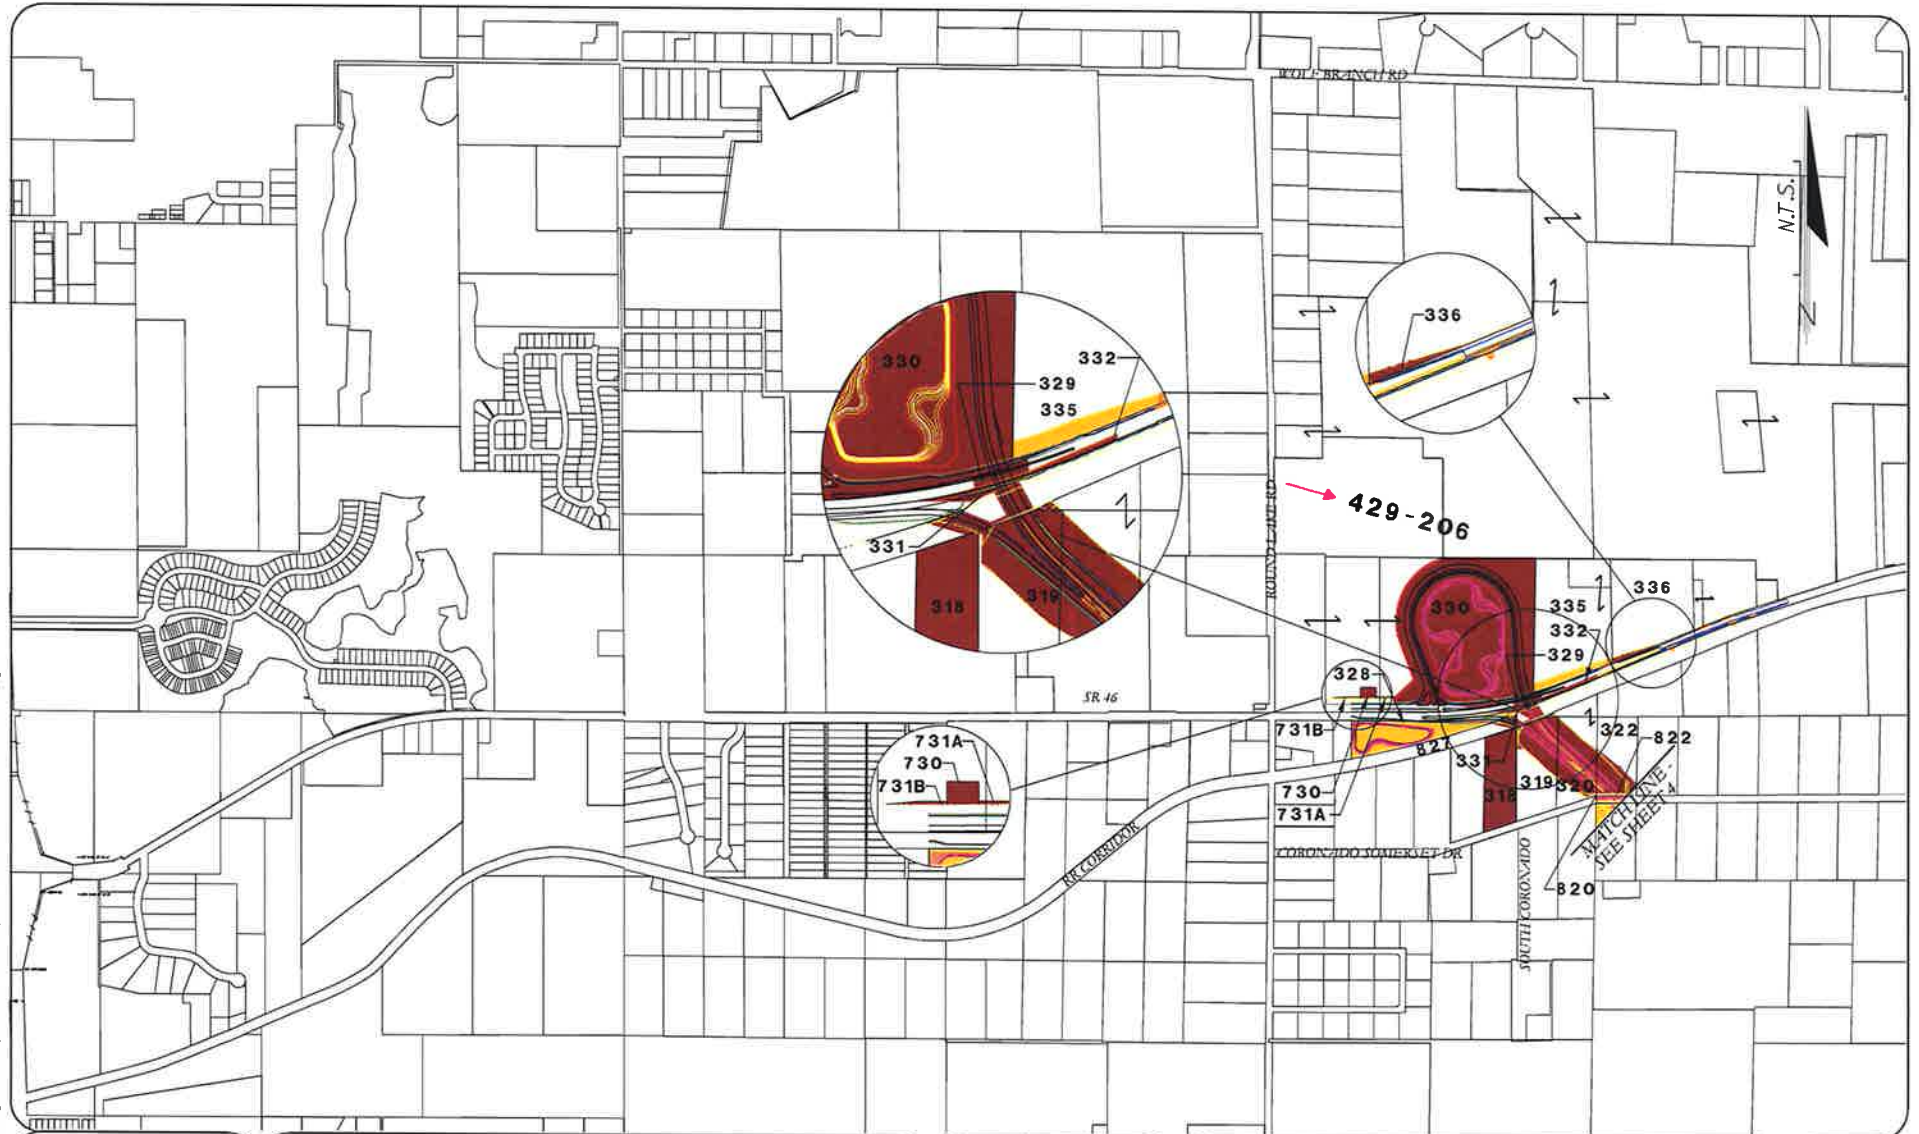 WOLF BRANCH RD
N.T.S.
336
330
332
329
335
331
318
319
ROUND LAKE RD
429-206
330
335
336
332
329
328
SR 46
731A
730
731B
731B
827
331
322
822
319
320
318
730
731A
MATCH LINE -
SEE SHEET 4
RR CORRIDOR
CORONADO SOMERSET DR
SOUTH CORONADO
820